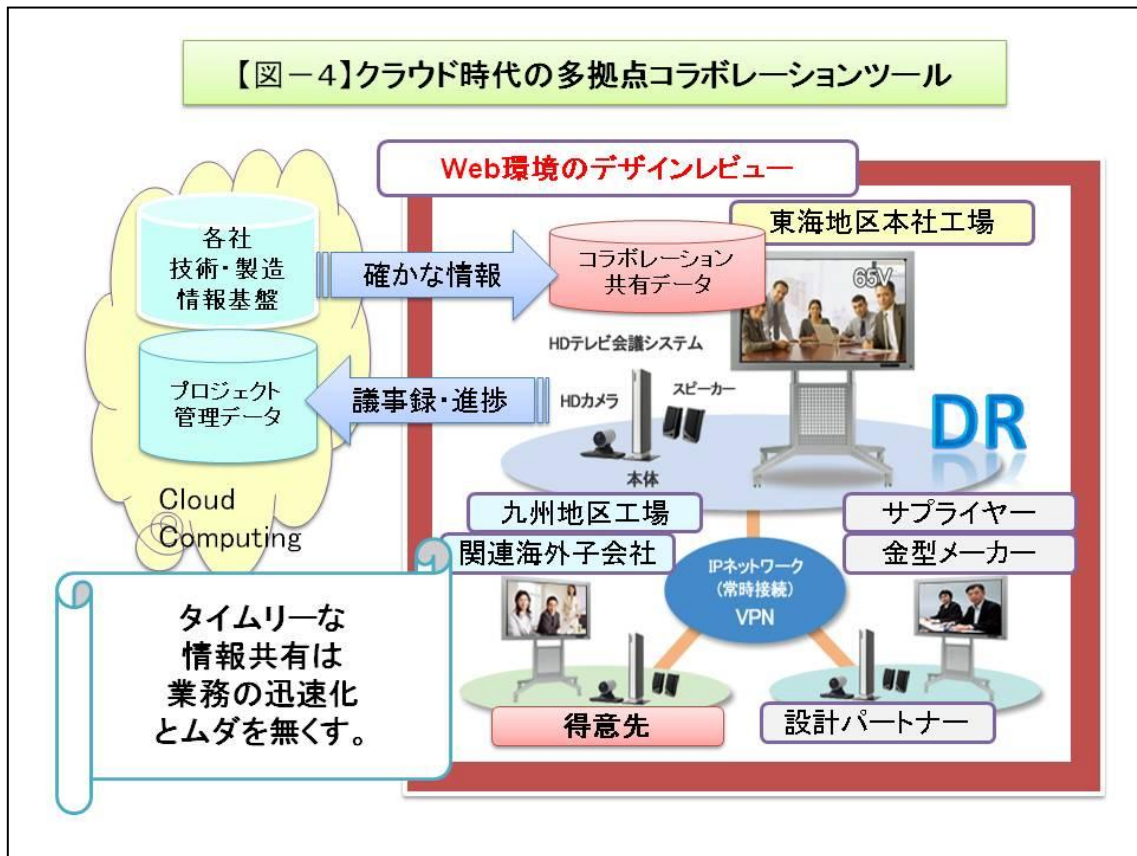 【図－4】クラウド時代の多拠点コラボレーションツール
Web環境のデザインレビュー
東海地区本社工場
各社
技術・製造
情報基盤
確かな情報
コラボレーション
共有データ
65V
HDテレビ会議システム
プロジェクト
管理データ
議事録・進捗
HDカメラ
スピーカー
本体
DR
Cloud
Computing
九州地区工場
関連海外子会社
サプライヤー
金型メーカー
IPネットワーク
(常時接続)
VPN
タイムリーな
情報共有は
業務の迅速化
とムダを無くす。
得意先
設計パートナー